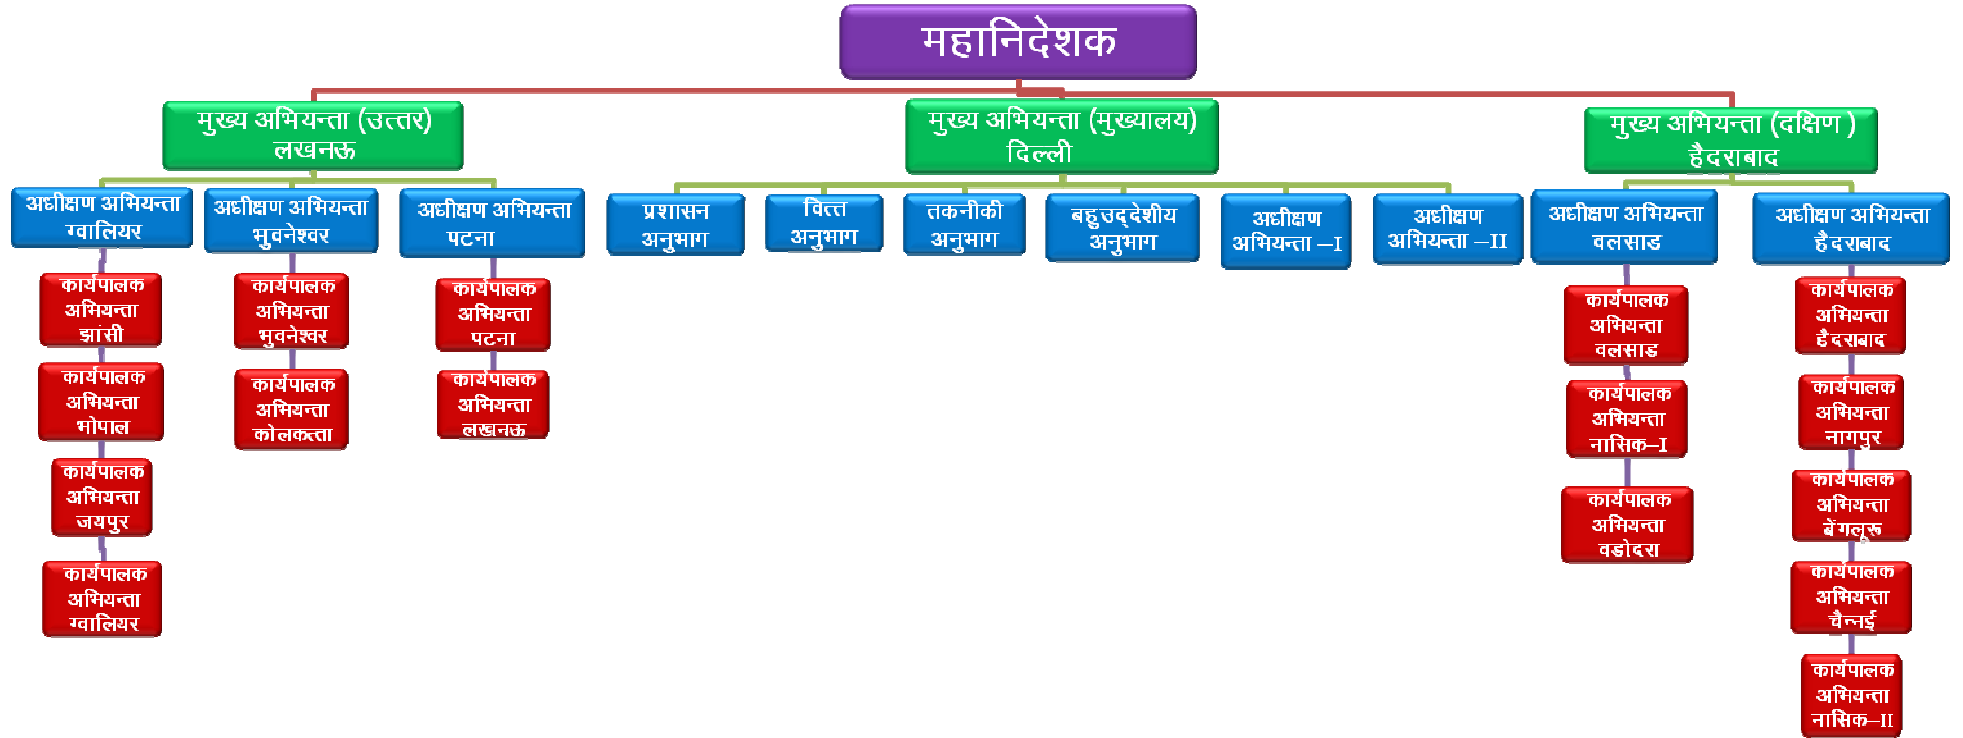 महानिदेशक
मुख्य अभियन्ता (उत्तर)
लखनऊ
मुख्य अभियन्ता (मुख्यालय)
दिल्ली
मुख्य अभियन्ता (दक्षिण )
हैदराबाद
अधीक्षण अभियन्ता
ग्वालियर
अधीक्षण अभियन्ता
भुवनेश्वर
अधीक्षण अभियन्ता
पटना
प्रशासन
अनुभाग
वित्त
अनुभाग
तकनीकी
अनुभाग
बहुउद्देशीय
अनुभाग
अधीक्षण
अभियन्ता –I
अधीक्षण
अभियन्ता –II
अधीक्षण अभियन्ता
वलसाड
अधीक्षण अभियन्ता
हैदराबाद
कार्यपालक
अभियन्ता
झांसी
कार्यपालक
अभियन्ता
भोपाल
कार्यपालक
अभियन्ता
जयपुर
कार्यपालक
अभियन्ता
ग्वालियर
कार्यपालक
अभियन्ता
भुवनेश्वर
कार्यपालक
अभियन्ता
कोलकत्ता
कार्यपालक
अभियन्ता
पटना
कार्यपालक
अभियन्ता
लखनऊ
कार्यपालक
अभियन्ता
वलसाड
कार्यपालक
अभियन्ता
नासिक–I
कार्यपालक
अभियन्ता
वडोदरा
कार्यपालक
अभियन्ता
हैदराबाद
कार्यपालक
अभियन्ता
नागपुर
कार्यपालक
अभियन्ता
बेंगलूरू
कार्यपालक
अभियन्ता
चैन्नई
कार्यपालक
अभियन्ता
नासिक–II